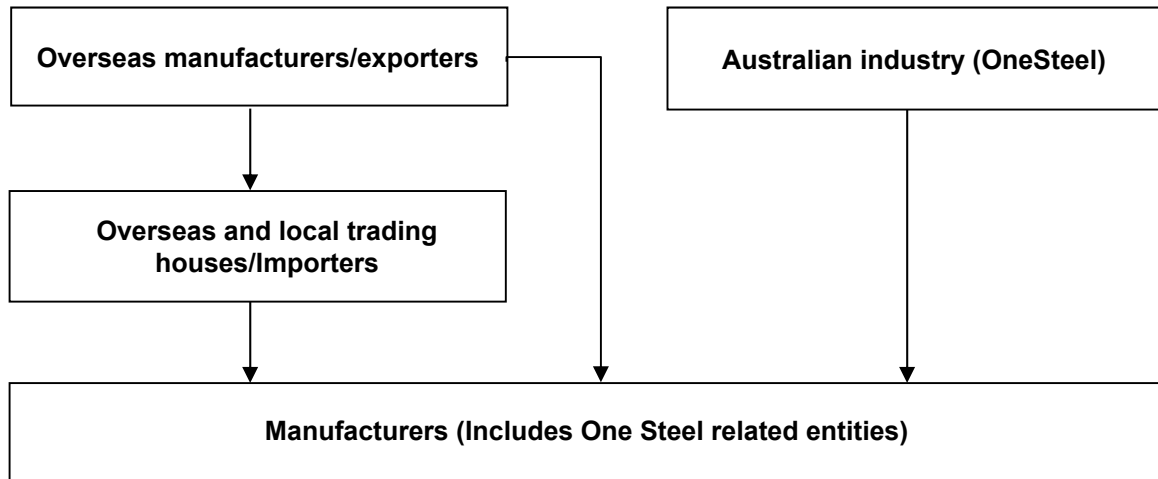 Overseas manufacturers/exporters
Australian industry (OneSteel)
Overseas and local trading
houses/Importers
Manufacturers (Includes One Steel related entities)